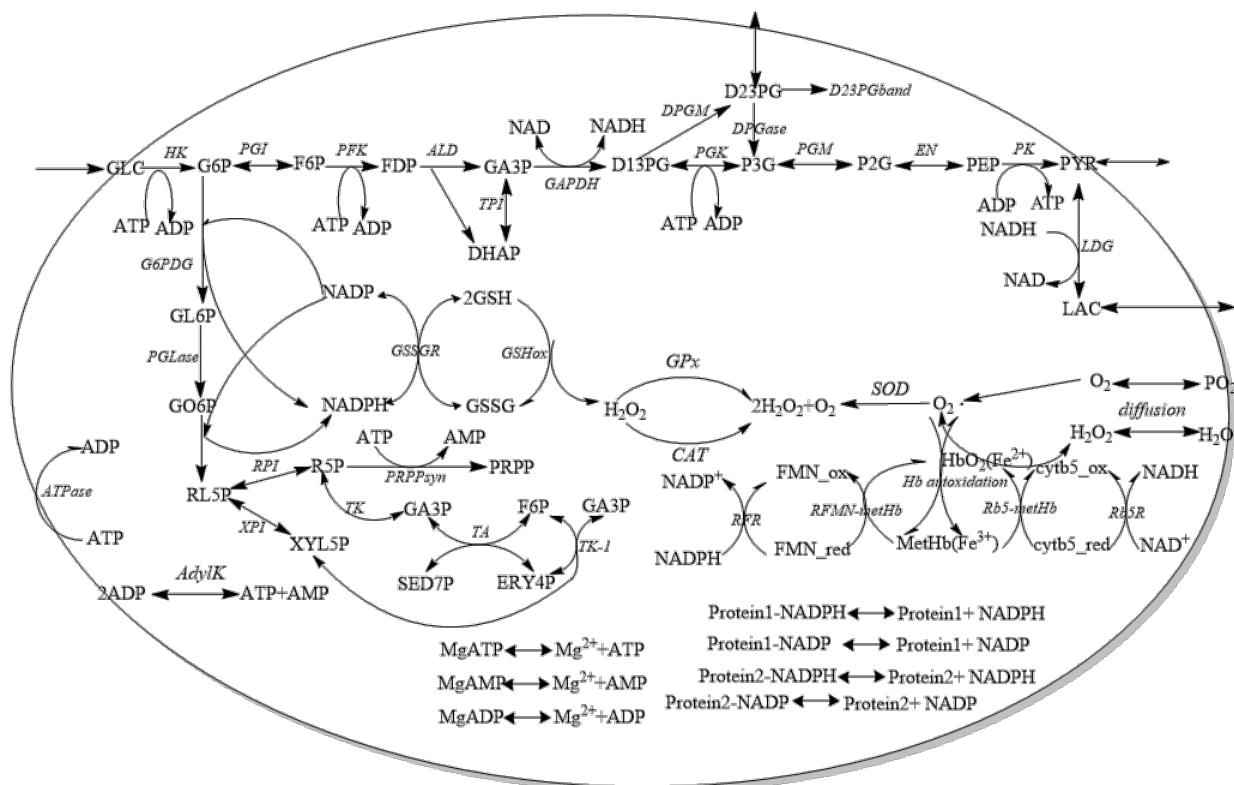 D23PG
D23PGband
DPGM
DPGase
NAD
NADH
GLC
HK
G6P
PGI
F6P
PFK
FDP
ALD
GA3P
GAPDH
D13PG
PGK
P3G
PGM
P2G
EN
PEP
PK
PYR
ATP
ADP
ATP
ADP
TPI
DHAP
ATP
ADP
ADP
ATP
NADH
NAD
LDG
LAC
G6PDG
NADP
2GSH
GL6P
PGLase
GSSGR
GSHox
GPx
GO6P
NADPH
GSSG
H2O2
2H2O2+O2
SOD
O2.
O2
PO2
CAT
diffusion
H2O2
H2O
ADP
ATPase
ATP
ATP
AMP
RPI
R5P
PRPPsyn
PRPP
RL5P
XPI
XYL5P
TK
GA3P
F6P
GA3P
TA
TK-1
SED7P
ERY4P
NADP+
FMN_ox
HbO2(Fe2+)
cytb5_ox
NADH
RFR
RFMN-metHb
Hb autoxidation
Rb5-metHb
Rb5R
NADPH
FMN_red
MetHb(Fe3+)
cytb5_red
NAD+
AdylK
2ADP
ATP+AMP
Protein1-NADPH
Protein1+ NADPH
Protein1-NADP
Protein1+ NADP
Protein2-NADPH
Protein2+ NADPH
Protein2-NADP
Protein2+ NADP
MgATP
Mg2++ATP
MgAMP
Mg2++AMP
MgADP
Mg2++ADP